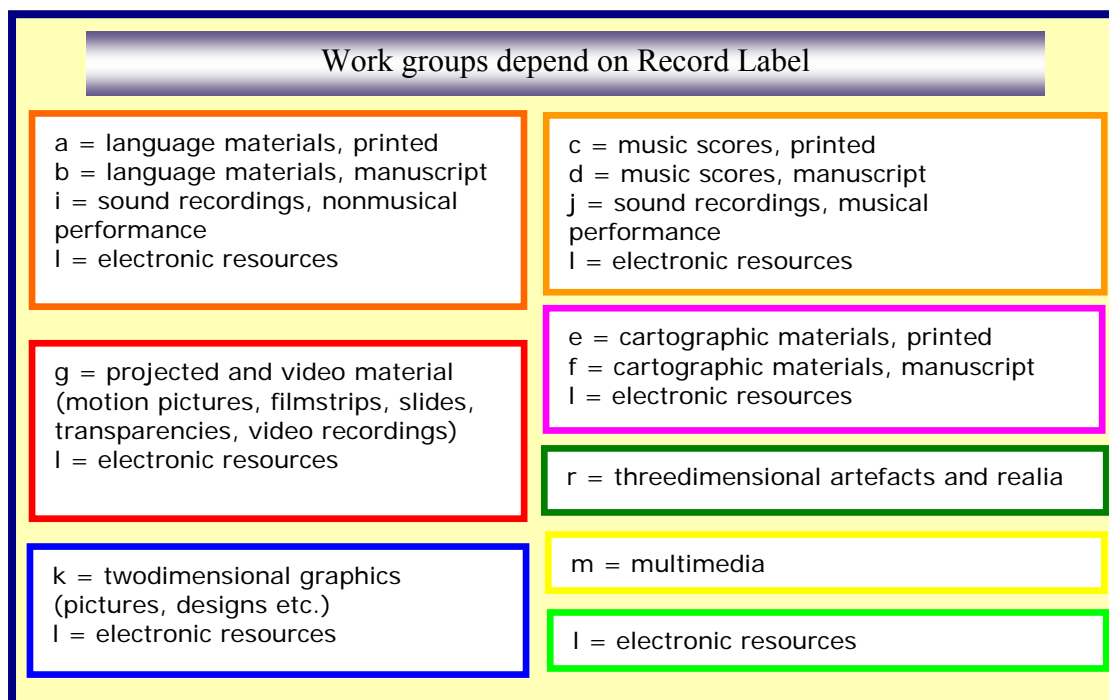 Work groups depend on Record Label
a = language materials, printed
b = language materials, manuscript
i = sound recordings, nonmusical
performance
l = electronic resources
g = projected and video material
(motion pictures, filmstrips, slides,
transparencies, video recordings)
l = electronic resources
k = twodimensional graphics
(pictures, designs etc.)
l = electronic resources
c = music scores, printed
d = music scores, manuscript
j = sound recordings, musical
performance
l = electronic resources
e = cartographic materials, printed
f = cartographic materials, manuscript
l = electronic resources
r = threedimensional artefacts and realia
m = multimedia
l = electronic resources